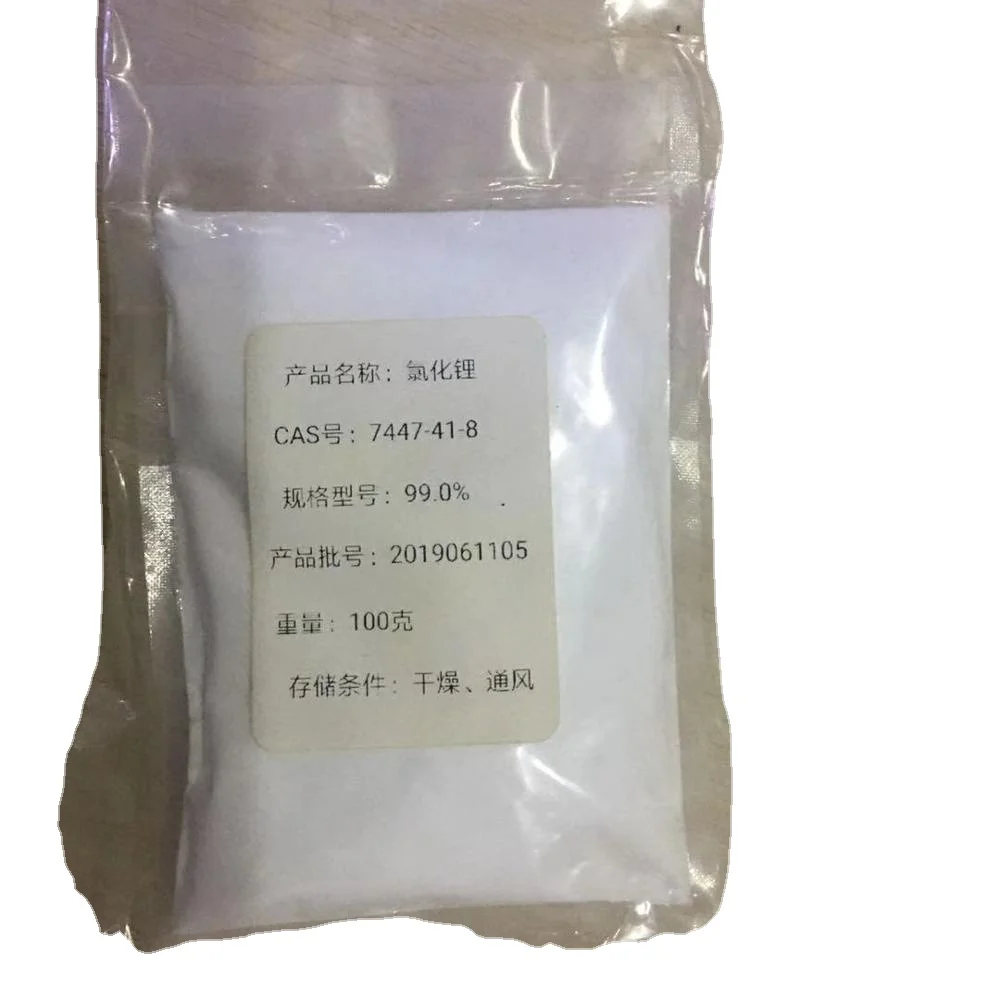 产品名称：氯化锂
CAS号：7447-41-8
规格型号：99.0%
产品批号：2019061105
重量：100克
存储条件：干燥、通风